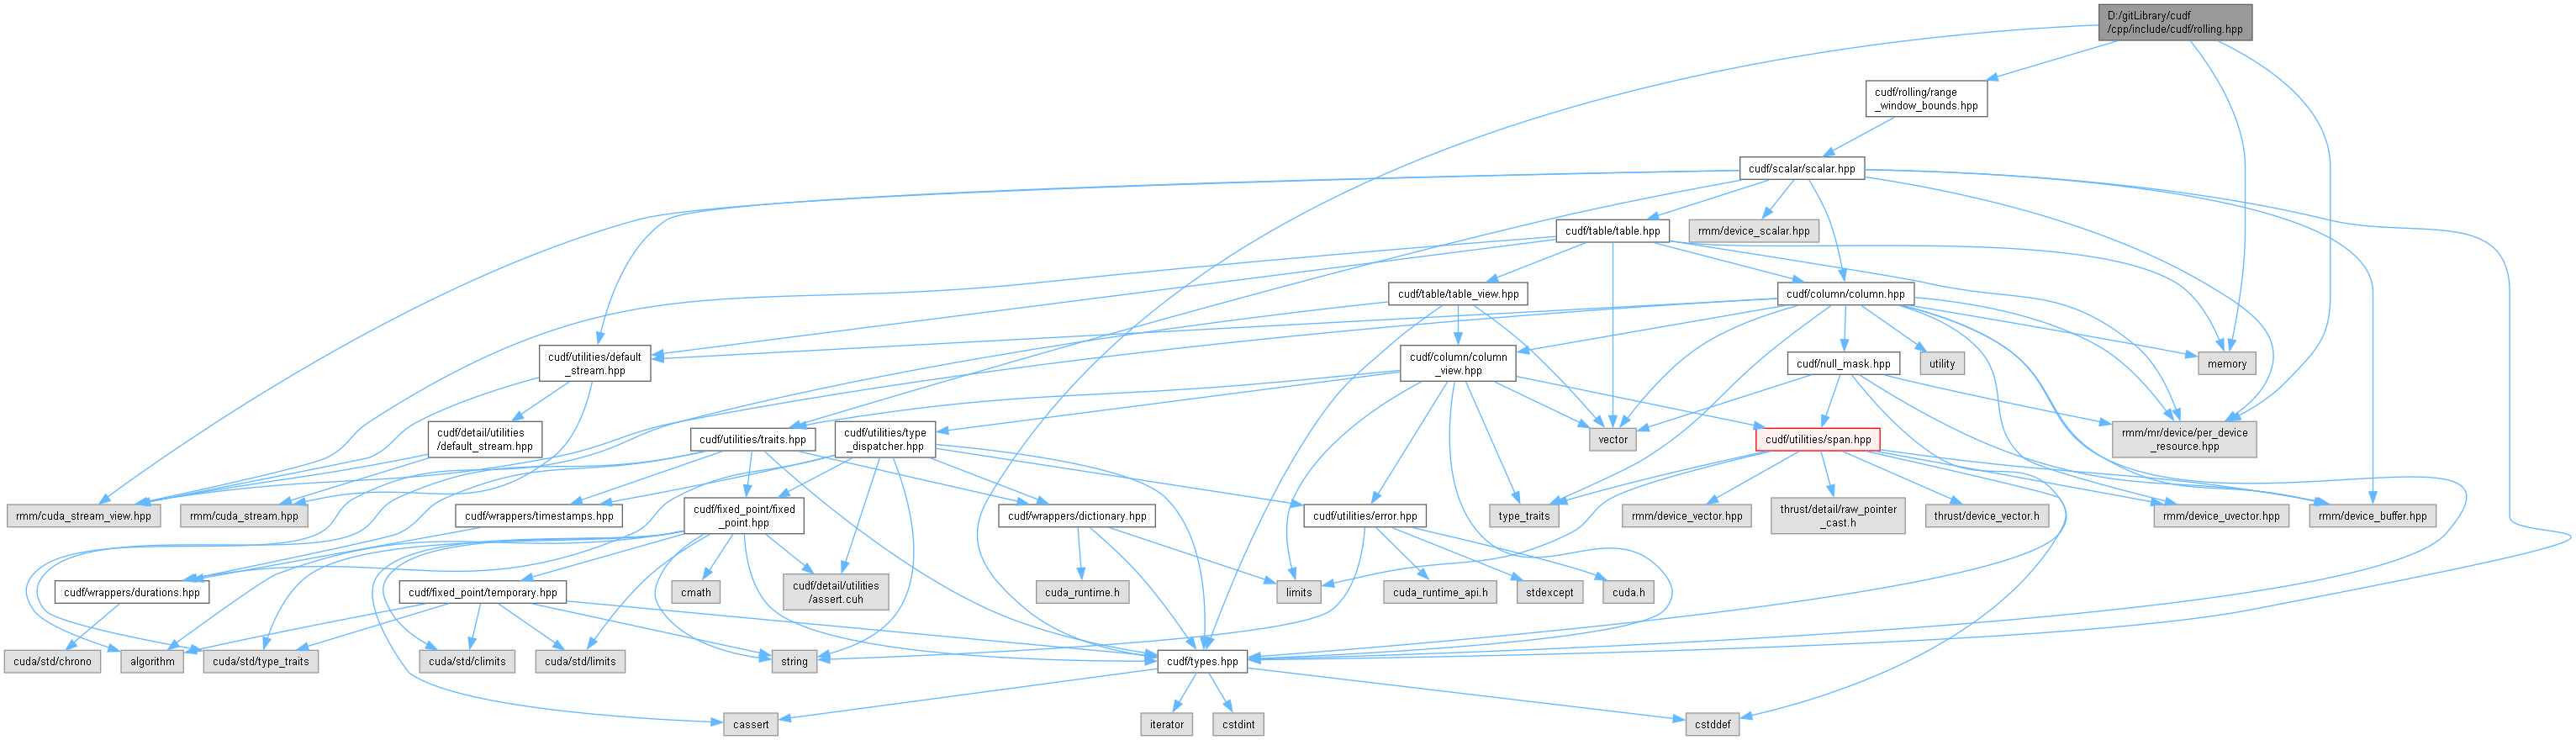 D:/gitLibrary/cudf
/cpp/include/cudf/rolling.hpp
cudf/rolling/range
_window_bounds.hpp
cudf/scalar/scalar.hpp
cudf/table/table.hpp
rmm/device_scalar.hpp
cudf/table/table_view.hpp
cudf/column/column.hpp
cudf/utilities/default
_stream.hpp
cudf/column/column
_view.hpp
cudf/null_mask.hpp
utility
memory
cudf/detail/utilities
/default_stream.hpp
cudf/utilities/traits.hpp
cudf/utilities/type
_dispatcher.hpp
vector
cudf/utilities/span.hpp
rmm/mr/device/per_device
_resource.hpp
rmm/cuda_stream_view.hpp
rmm/cuda_stream.hpp
cudf/wrappers/timestamps.hpp
cudf/fixed_point/fixed
_point.hpp
cudf/wrappers/dictionary.hpp
cudf/utilities/error.hpp
type_traits
rmm/device_vector.hpp
thrust/detail/raw_pointer
_cast.h
thrust/device_vector.h
rmm/device_uvector.hpp
rmm/device_buffer.hpp
cudf/wrappers/durations.hpp
cudf/fixed_point/temporary.hpp
cmath
cudf/detail/utilities
/assert.cuh
cuda_runtime.h
limits
cuda_runtime_api.h
stdexcept
cuda.h
cuda/std/chrono
algorithm
cuda/std/type_traits
cuda/std/climits
cuda/std/limits
string
cudf/types.hpp
cassert
iterator
cstdint
cstddef